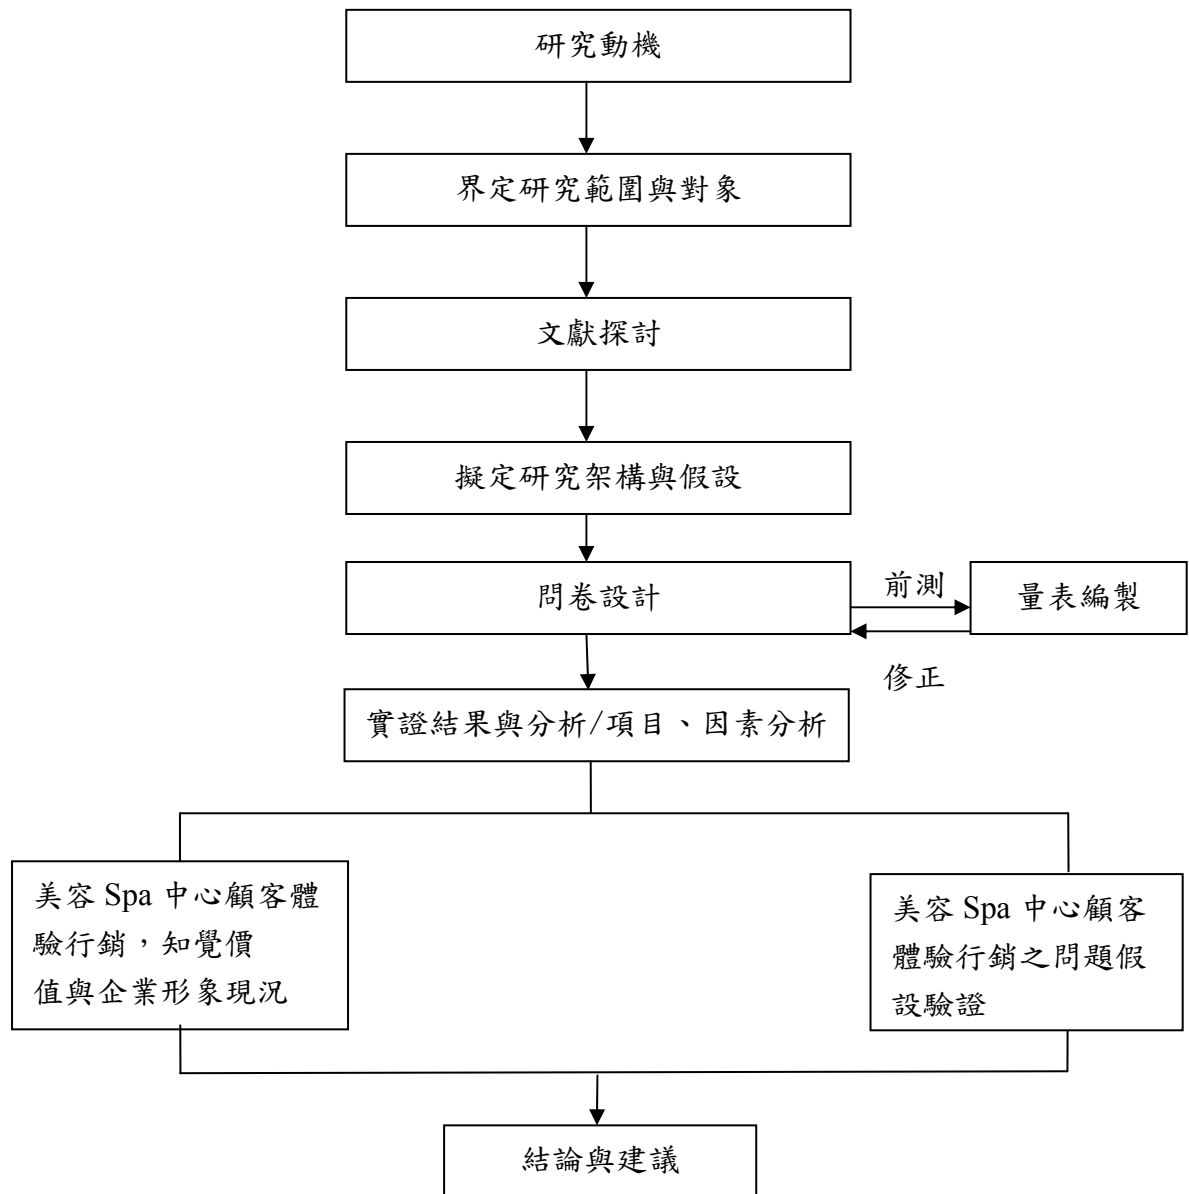 研究動機
界定研究範圍與對象
文獻探討
擬定研究架構與假設
問卷設計
前測
量表編製
修正
實證結果與分析/項目、因素分析
美容 Spa 中心顧客體
驗行銷，知覺價
值與企業形象現況
美容 Spa 中心顧客
體驗行銷之問題假
設驗證
結論與建議